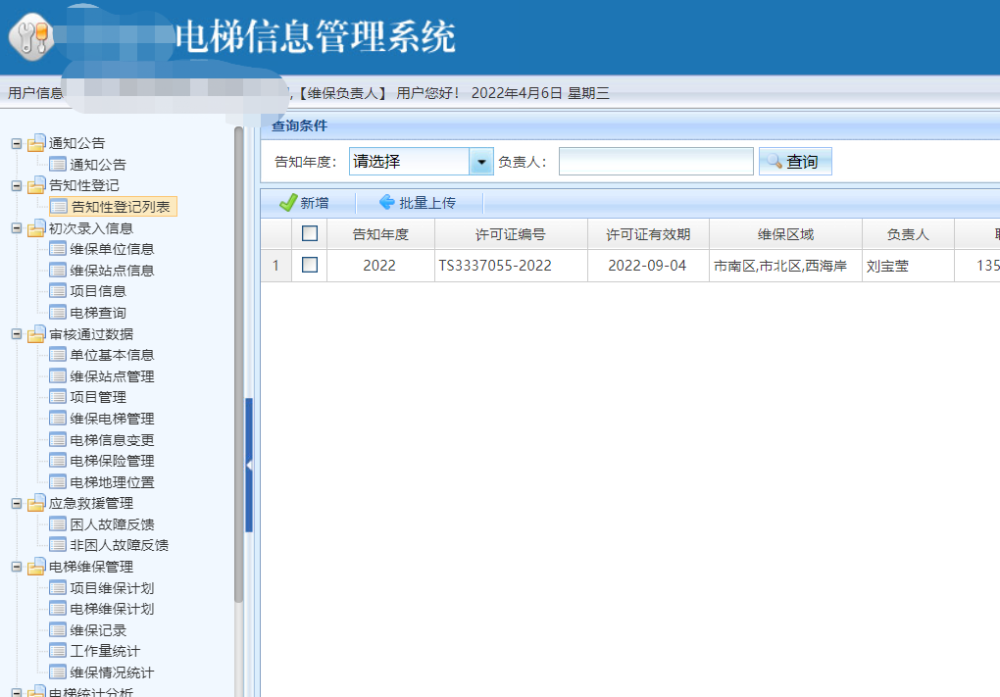 电梯信息管理系统
用户信息
,【维保负责人】 用户您好! 2022年4月6日 星期三
通知公告
通知公告
告知性登记
告知性登记列表
初次录入信息
维保单位信息
维保站点信息
项目信息
电梯查询
审核通过数据
单位基本信息
维保站点管理
项目管理
维保电梯管理
电梯信息变更
电梯保险管理
电梯地理位置
应急救援管理
困人故障反馈
非困人故障反馈
电梯维保管理
项目维保计划
电梯维保计划
维保记录
工作量统计
维保情况统计
电梯统计分析
查询条件
告知年度: 请选择 负责人: 查询
新增 批量上传
告知年度 许可证编号 许可证有效期 维保区域 负责人
1 2022 TS3337055-2022 2022-09-04 市南区,市北区,西海岸 刘宝莹 135